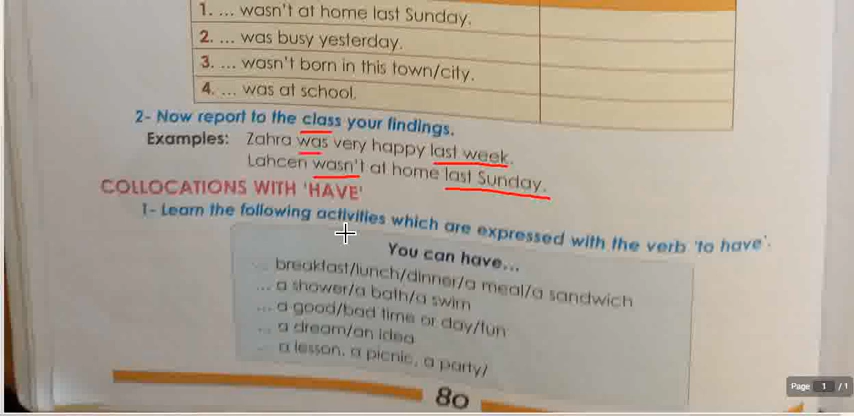 1. ... wasn't at home last Sunday.
2. ... was busy yesterday.
3. ... wasn't born in this town/city.
4. ... was at school.
2- Now report to the class your findings.
Examples: Zahra was very happy last week.
Lahcen wasn't at home last Sunday.
COLLOCATIONS WITH 'HAVE'
1- Learn the following activities which are expressed with the verb 'to have'.
You can have...
... breakfast/lunch/dinner/a meal/a sandwich
... a shower/a bath/a swim
... a good/bad time or day/fun
... a dream/an idea
... a lesson, a picnic, a party/
80
Page 1 / 1